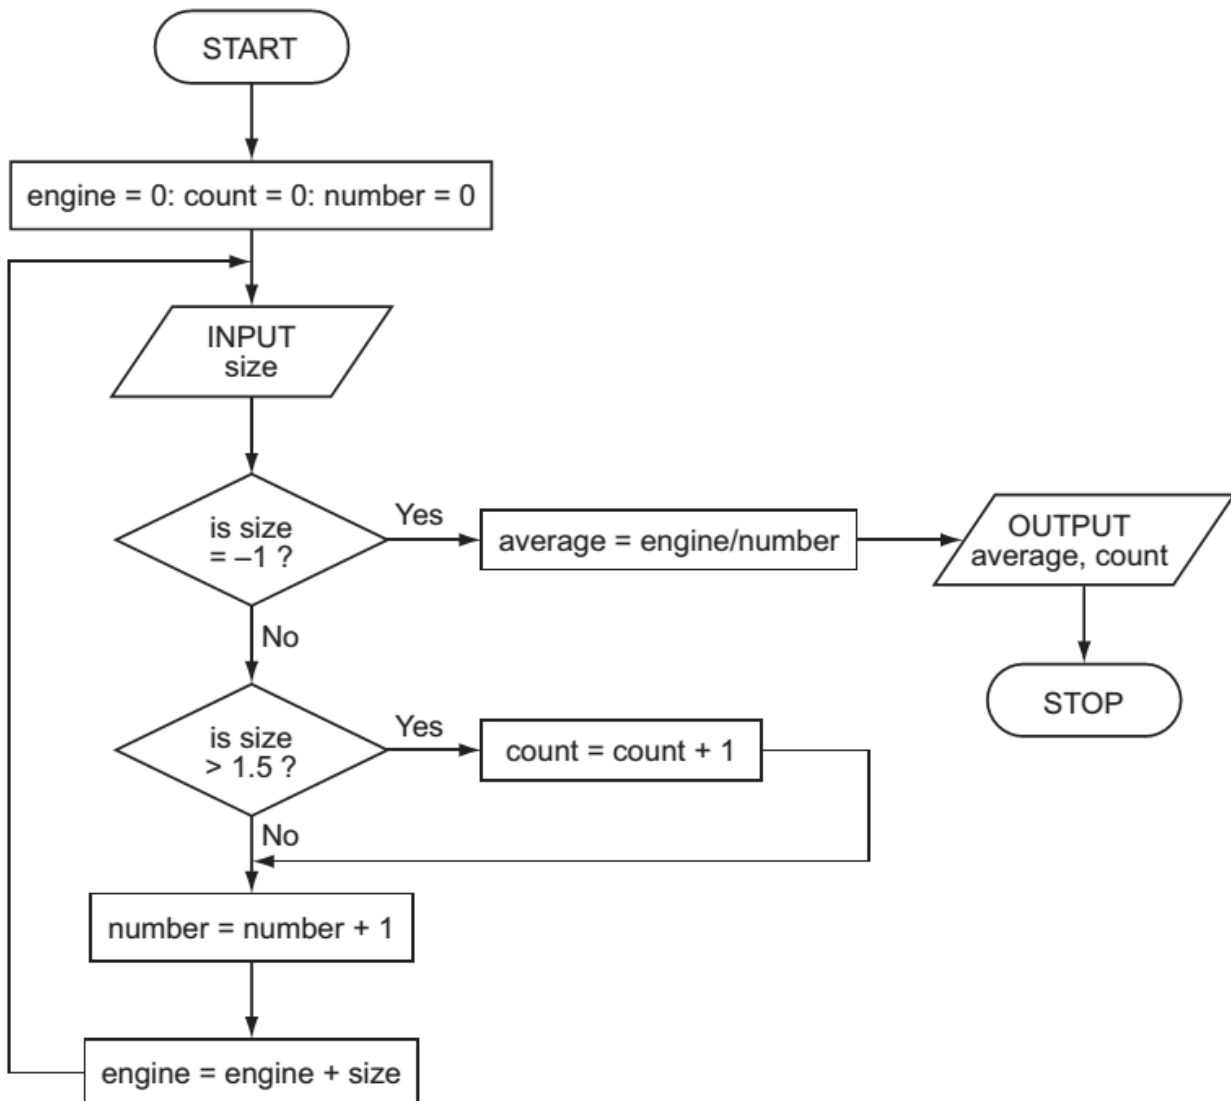 START
engine = 0: count = 0: number = 0
INPUT
size
is size
= –1 ?
Yes
average = engine/number
OUTPUT
average, count
STOP
No
is size
> 1.5 ?
Yes
count = count + 1
No
number = number + 1
engine = engine + size